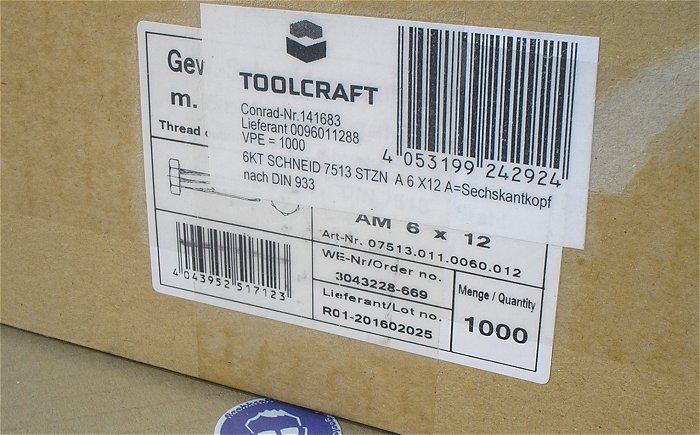 TOOLCRAFT
Conrad-Nr.141683
Lieferant 0096011288
VPE = 1000
6KT SCHNEID 7513 STZN A 6 X12 A=Sechskantkopf
nach DIN 933
4 053199 242924
m.
Thread
AM 6 x 12
Art-Nr. 07513.011.0060.012
WE-Nr/Order no.
3043228-669
Lieferant/Lot no.
R01-201602025
Menge / Quantity
1000
4 043952 517123